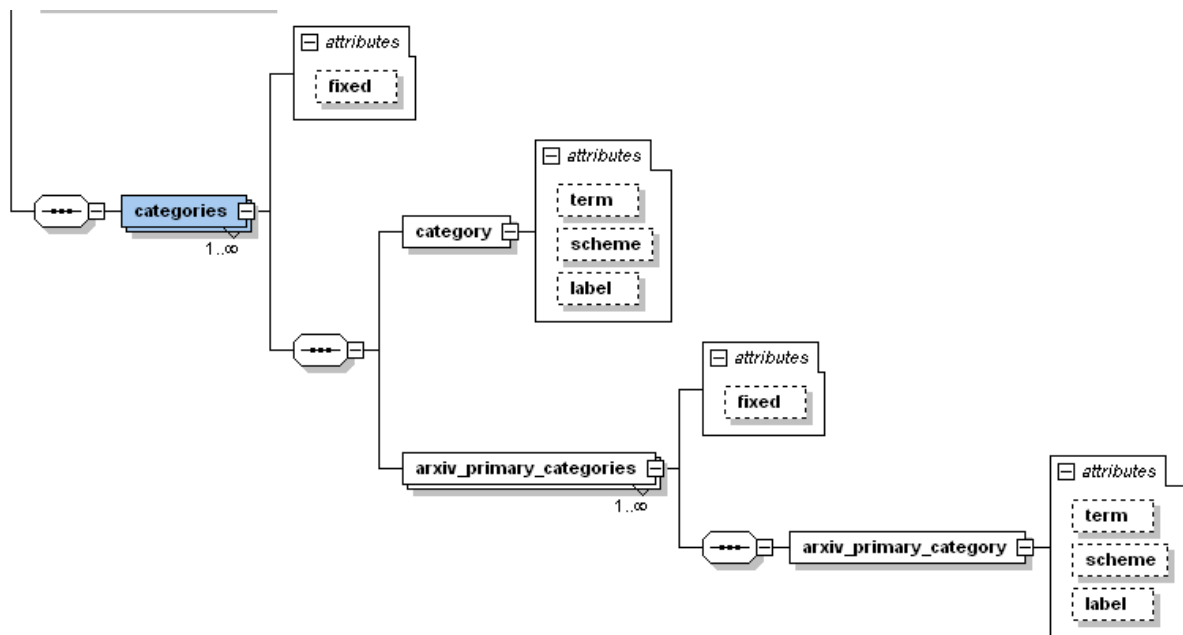 attributes
fixed
attributes
categories
term
category
1..∞
scheme
label
attributes
fixed
arxiv_primary_categories
attributes
1..∞
term
arxiv_primary_category
scheme
label